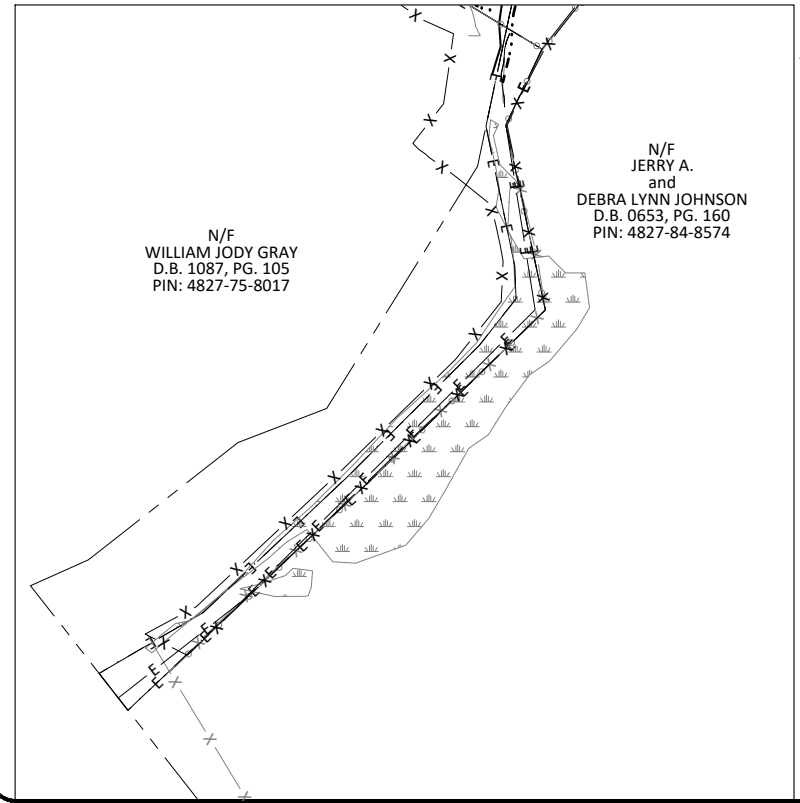 N/F
WILLIAM JODY GRAY
D.B. 1087, PG. 105
PIN: 4827-75-8017
N/F
JERRY A.
and
DEBRA LYNN JOHNSON
D.B. 0653, PG. 160
PIN: 4827-84-8574